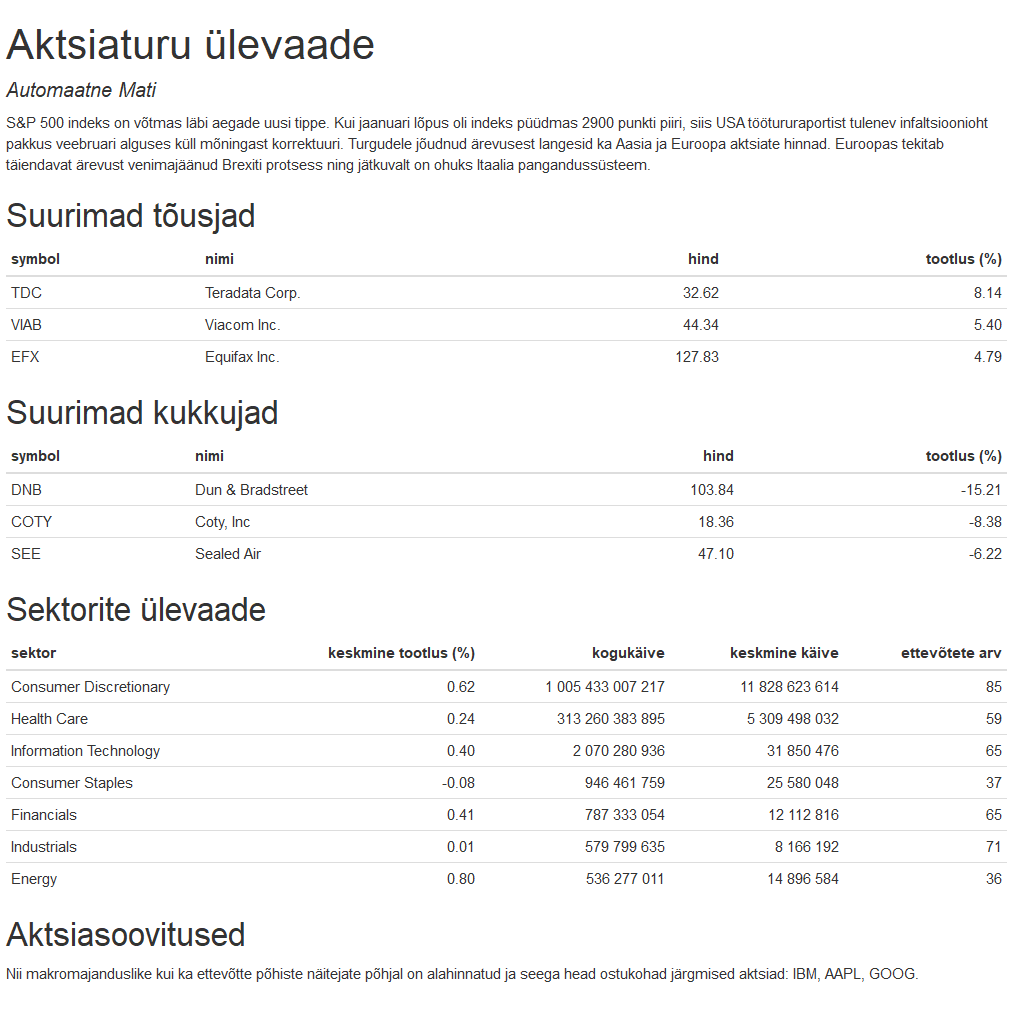 Aktsiaturu ülevaade
Automaatne Mati
S&P 500 indeks on võtmas läbi aegade uusi tippe. Kui jaanuari lõpus oli indeks püüdmas 2900 punkti piiri, siis USA töötururaportist tulenev infaltsioonioht
pakkus veebruari alguses küll mõningast korrektuuri. Turgudele jõudnud ärevusest langesid ka Aasia ja Euroopa aktsiate hinnad. Euroopas tekitab
täiendavat ärevust venimajäänud Brexiti protsess ning jätkuvalt on ohuks Itaalia pangandussüsteem.
Suurimad tõusjad
symbol nimi hind tootlus (%)
TDC Teradata Corp. 32.62 8.14
VIAB Viacom Inc. 44.34 5.40
EFX Equifax Inc. 127.83 4.79
Suurimad kukkujad
symbol nimi hind tootlus (%)
DNB Dun & Bradstreet 103.84 -15.21
COTY Coty, Inc 18.36 -8.38
SEE Sealed Air 47.10 -6.22
Sektorite ülevaade
sektor keskmine tootlus (%) kogukäive keskmine käive ettevõtete arv
Consumer Discretionary 0.62 1 005 433 007 217 11 828 623 614 85
Health Care 0.24 313 260 383 895 5 309 498 032 59
Information Technology 0.40 2 070 280 936 31 850 476 65
Consumer Staples -0.08 946 461 759 25 580 048 37
Financials 0.41 787 333 054 12 112 816 65
Industrials 0.01 579 799 635 8 166 192 71
Energy 0.80 536 277 011 14 896 584 36
Aktsiasoovitused
Nii makromajanduslike kui ka ettevõtte põhiste näitejate põhjal on alahinnatud ja seega head ostukohad järgmised aktsiad: IBM, AAPL, GOOG.